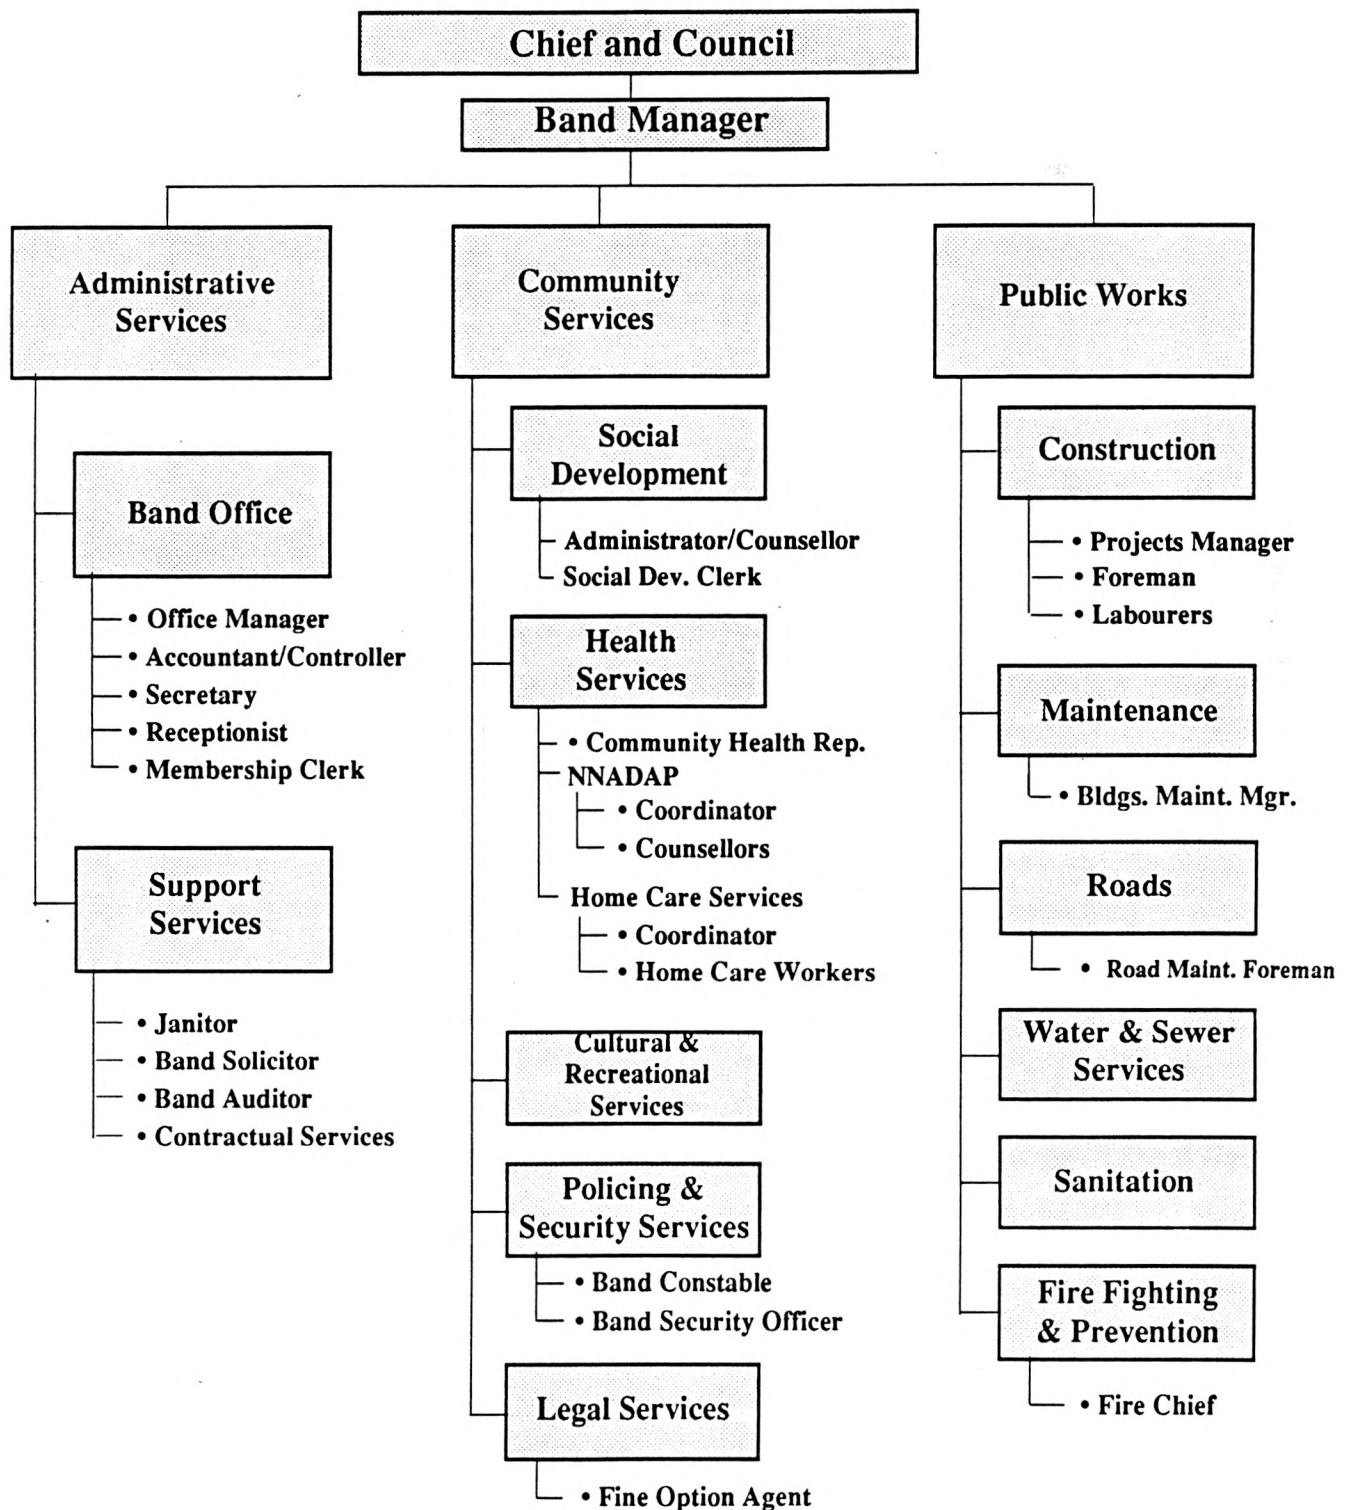 Chief and Council
Band Manager
Administrative
Services
Band Office
• Office Manager
• Accountant/Controller
• Secretary
• Receptionist
• Membership Clerk
Support
Services
• Janitor
• Band Solicitor
• Band Auditor
• Contractual Services
Community
Services
Social
Development
Administrator/Counsellor
Social Dev. Clerk
Health
Services
• Community Health Rep.
NNADAP
• Coordinator
• Counsellors
Home Care Services
• Coordinator
• Home Care Workers
Cultural &
Recreational
Services
Policing &
Security Services
• Band Constable
• Band Security Officer
Legal Services
• Fine Option Agent
Public Works
Construction
• Projects Manager
• Foreman
• Labourers
Maintenance
• Bldgs. Maint. Mgr.
Roads
• Road Maint. Foreman
Water & Sewer
Services
Sanitation
Fire Fighting
& Prevention
• Fire Chief